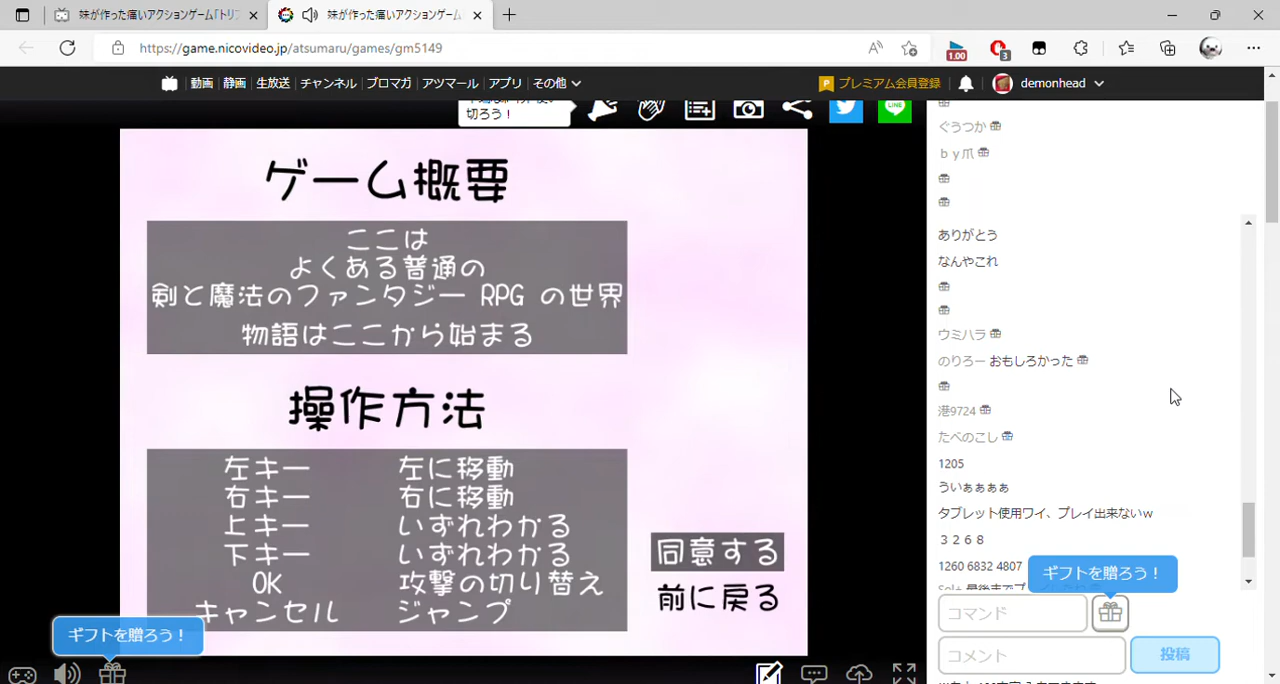 妹が作った痛いアクションゲーム「トリフ
妹が作った痛いアクションゲーム
https://game.nicovideo.jp/atsumaru/games/gm5149
1.00
3
動画 静画 生放送 チャンネル ブロマガ アツマール アプリ その他
P プレミアム会員登録
demonhead
切ろう！
LINE
ゲーム概要
ここは
よくある普通の
剣と魔法のファンタジー RPG の世界
物語はここから始まる
操作方法
左キー 左に移動
右キー 右に移動
上キー いずれわかる
下キー いずれわかる
OK 攻撃の切り替え
キャンセル ジャンプ
同意する
前に戻る
ギフトを贈ろう！
ぐうつか
ｂｙ爪
ありがとう
なんやこれ
ウミハラ
のりろー おもしろかった
港9724
たべのこし
1205
ういぁぁぁぁ
タブレット使用ワイ、プレイ出来ないｗ
３２６８
1260 6832 4807
ギフトを贈ろう！
コマンド
コメント
投稿